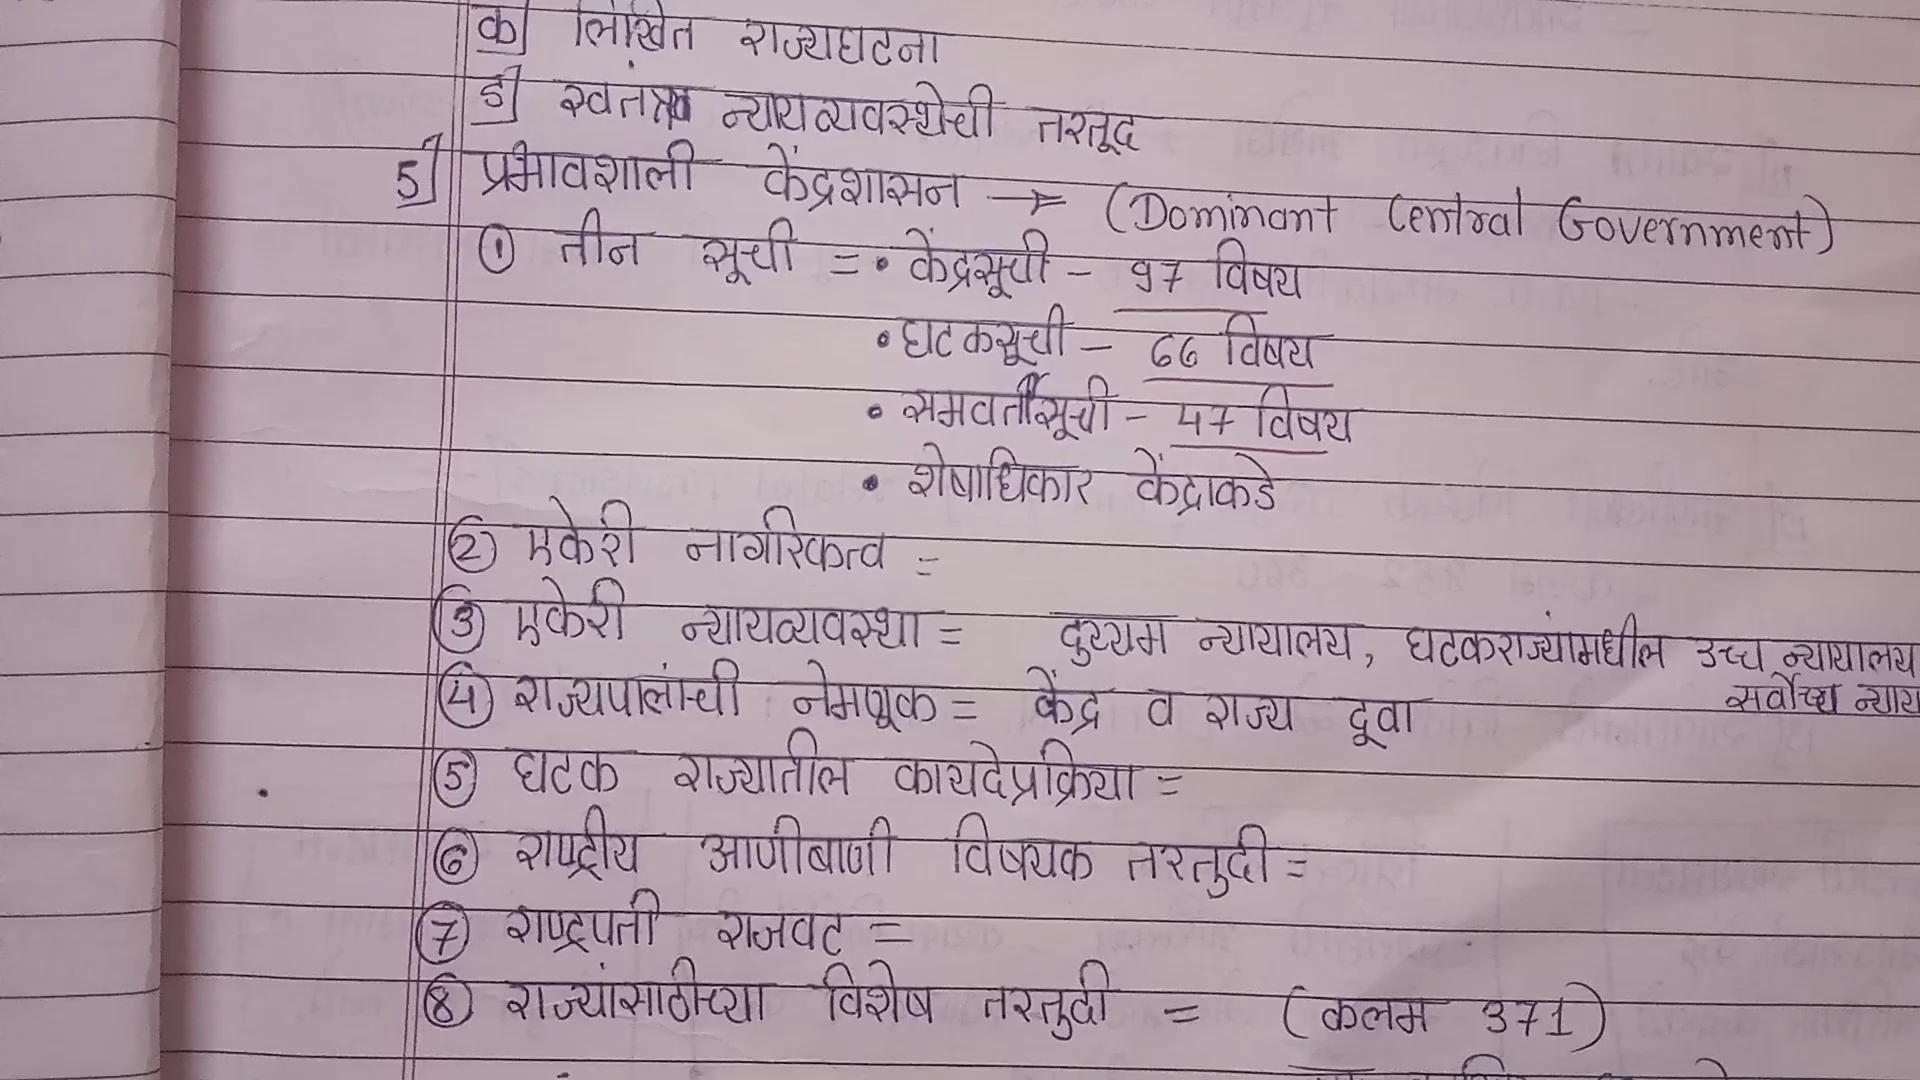 क] लिखित राज्यघटना
ड] स्वतंत्र न्यायव्यवस्थेची तरतूद
5] प्रभावशाली केंद्रशासन → (Dominant Central Government)
① तीन सूची = • केंद्रसूची - 97 विषय
• घटकसूची - 66 विषय
• समवर्तीसूची - 47 विषय
• शेषाधिकार केंद्राकडे
② एकेरी नागरिकत्व =
③ एकेरी न्यायव्यवस्था = दुय्यम न्यायालय, घटकराज्यांमधील उच्च न्यायालय
सर्वोच्च न्याय
④ राज्यपालांची नेमणूक = केंद्र व राज्य दूवा
⑤ घटक राज्यातील कायदेप्रक्रिया =
⑥ राष्ट्रीय आणीबाणी विषयक तरतुदी =
⑦ राष्ट्रपती राजवट =
⑧ राज्यांसाठीच्या विशेष तरतुदी = (कलम 371)